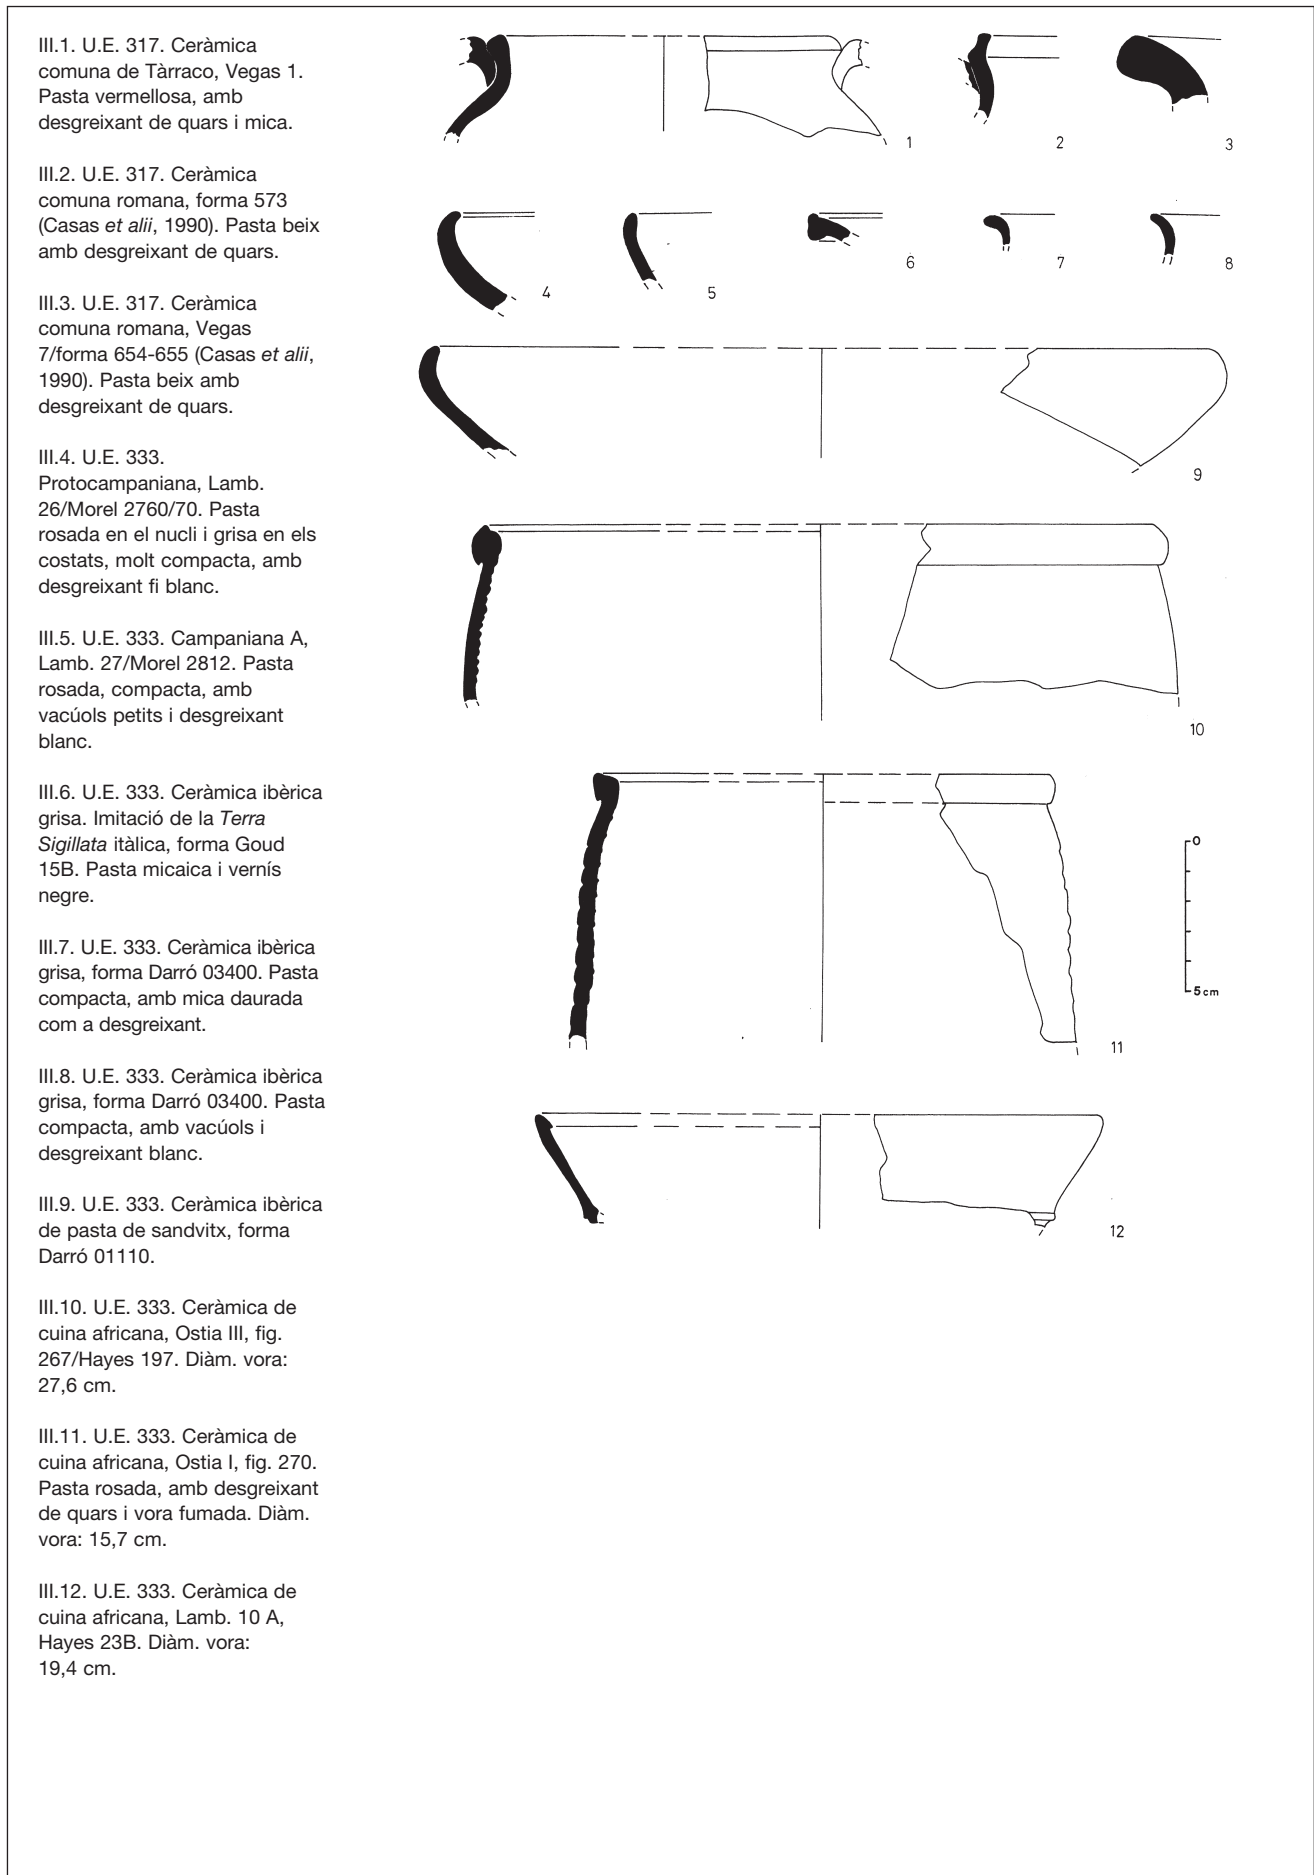 III.1. U.E. 317. Ceràmica
comuna de Tàrraco, Vegas 1.
Pasta vermellosa, amb
desgreixant de quars i mica.
III.2. U.E. 317. Ceràmica
comuna romana, forma 573
(Casas et alii, 1990). Pasta beix
amb desgreixant de quars.
III.3. U.E. 317. Ceràmica
comuna romana, Vegas
7/forma 654-655 (Casas et alii,
1990). Pasta beix amb
desgreixant de quars.
III.4. U.E. 333.
Protocampaniana, Lamb.
26/Morel 2760/70. Pasta
rosada en el nucli i grisa en els
costats, molt compacta, amb
desgreixant fi blanc.
III.5. U.E. 333. Campaniana A,
Lamb. 27/Morel 2812. Pasta
rosada, compacta, amb
vacúols petits i desgreixant
blanc.
III.6. U.E. 333. Ceràmica ibèrica
grisa. Imitació de la Terra
Sigillata itàlica, forma Goud
15B. Pasta micaica i vernís
negre.
III.7. U.E. 333. Ceràmica ibèrica
grisa, forma Darró 03400. Pasta
compacta, amb mica daurada
com a desgreixant.
III.8. U.E. 333. Ceràmica ibèrica
grisa, forma Darró 03400. Pasta
compacta, amb vacúols i
desgreixant blanc.
III.9. U.E. 333. Ceràmica ibèrica
de pasta de sandvitx, forma
Darró 01110.
III.10. U.E. 333. Ceràmica de
cuina africana, Ostia III, fig.
267/Hayes 197. Diàm. vora:
27,6 cm.
III.11. U.E. 333. Ceràmica de
cuina africana, Ostia I, fig. 270.
Pasta rosada, amb desgreixant
de quars i vora fumada. Diàm.
vora: 15,7 cm.
III.12. U.E. 333. Ceràmica de
cuina africana, Lamb. 10 A,
Hayes 23B. Diàm. vora:
19,4 cm.
1 2 3
4 5 6 7 8
9
10
0
5 cm
11
12